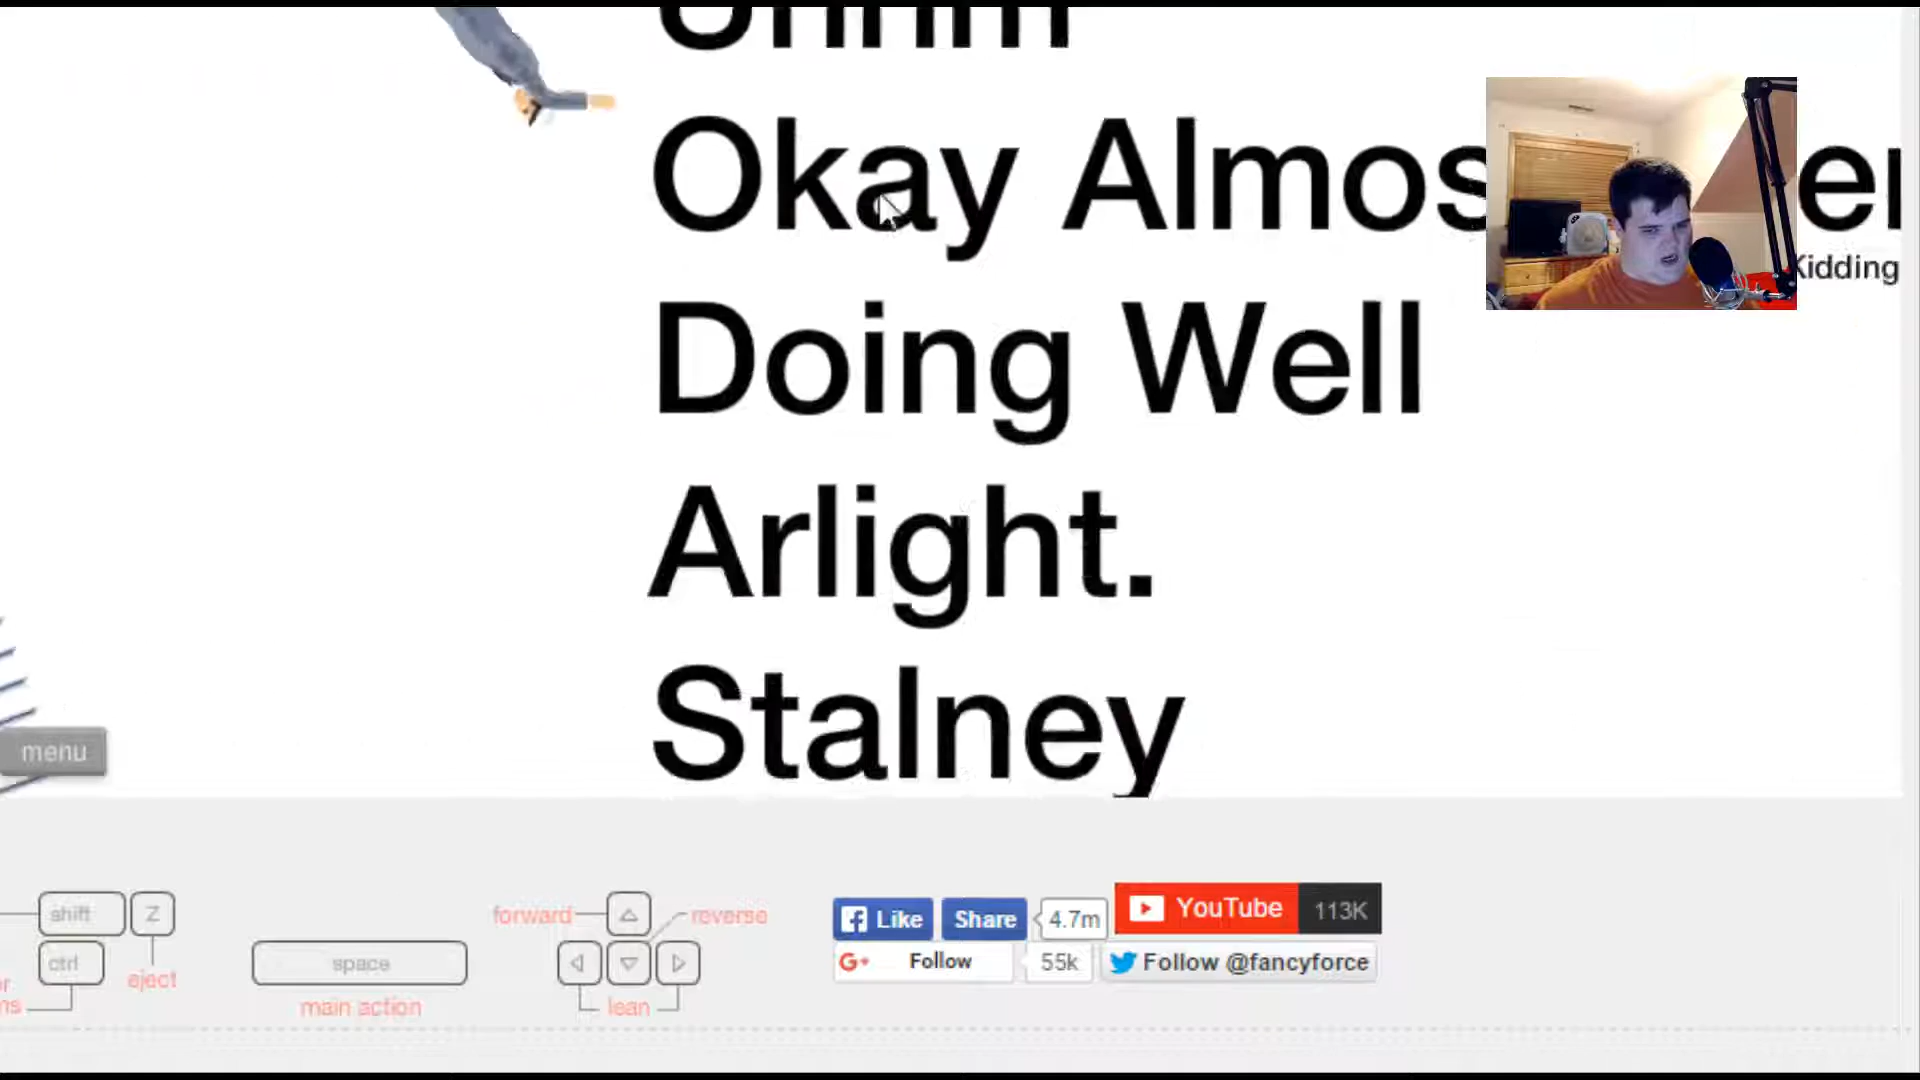 Okay Almos er
Kidding
Doing Well
Arlight.
Stalney
menu
shift Z
forward reverse
ctrl space
eject
main action lean
Like Share 4.7m YouTube 113K
G+ Follow 55k Follow @fancyforce